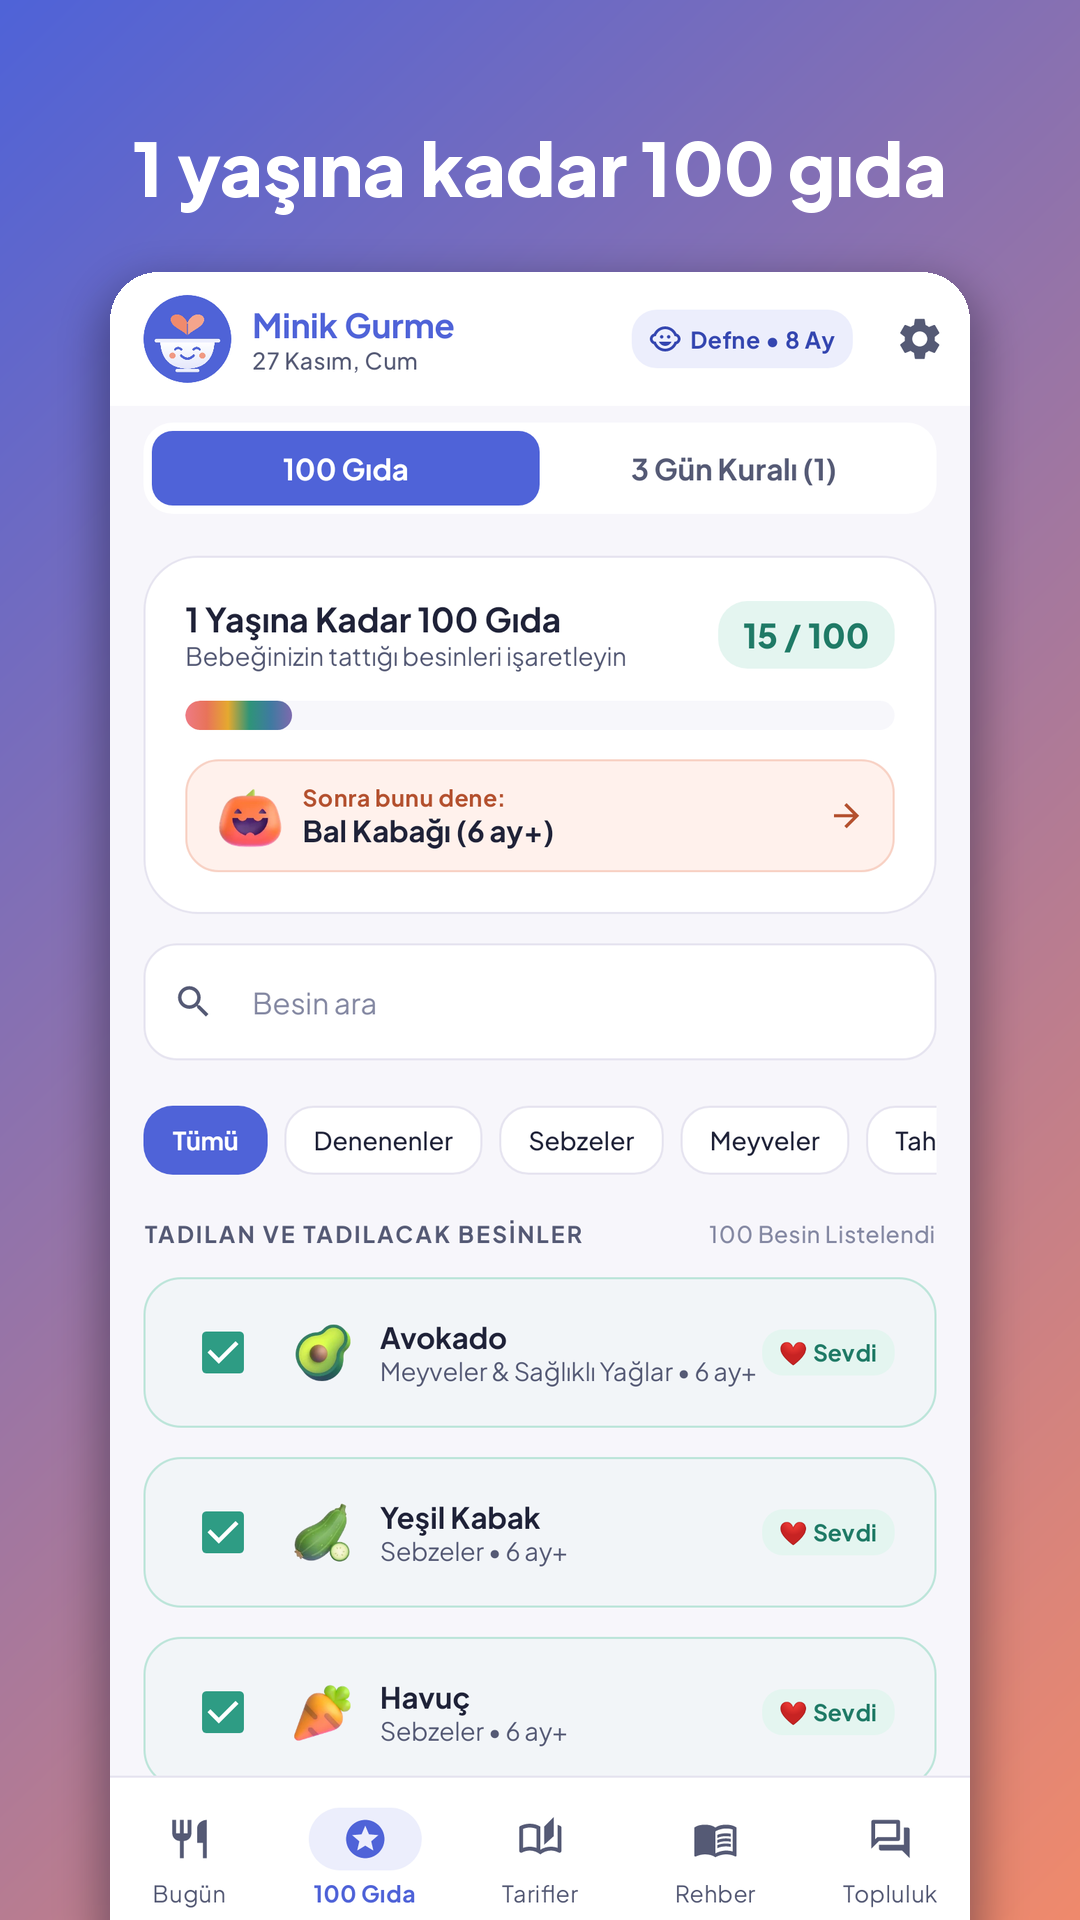 1 yaşına kadar 100 gıda
Minik Gurme
27 Kasım, Cum
Defne • 8 Ay
100 Gıda
3 Gün Kuralı (1)
1 Yaşına Kadar 100 Gıda
Bebeğinizin tattığı besinleri işaretleyin
15 / 100
Sonra bunu dene:
Bal Kabağı (6 ay+)
Besin ara
Tümü
Denenenler
Sebzeler
Meyveler
Tah
TADILAN VE TADILACAK BESİNLER
100 Besin Listelendi
Avokado
Meyveler & Sağlıklı Yağlar • 6 ay+
Sevdi
Yeşil Kabak
Sebzeler • 6 ay+
Sevdi
Havuç
Sebzeler • 6 ay+
Sevdi
Bugün
100 Gıda
Tarifler
Rehber
Topluluk